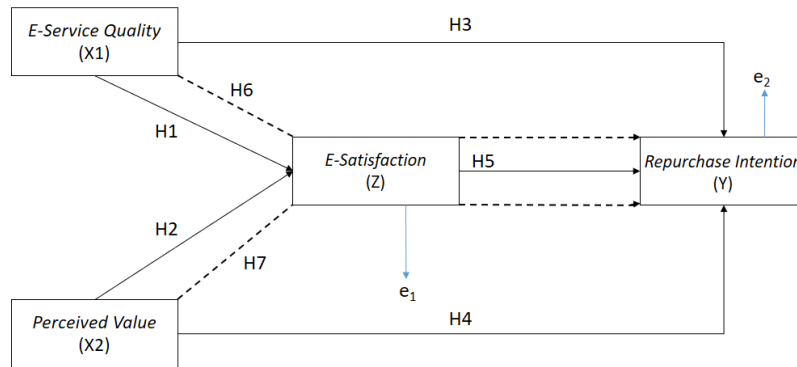 E-Service Quality
(X1)
H3
H6
e2
H1
E-Satisfaction
(Z)
H5
Repurchase Intention
(Y)
H2
H7
e1
Perceived Value
(X2)
H4